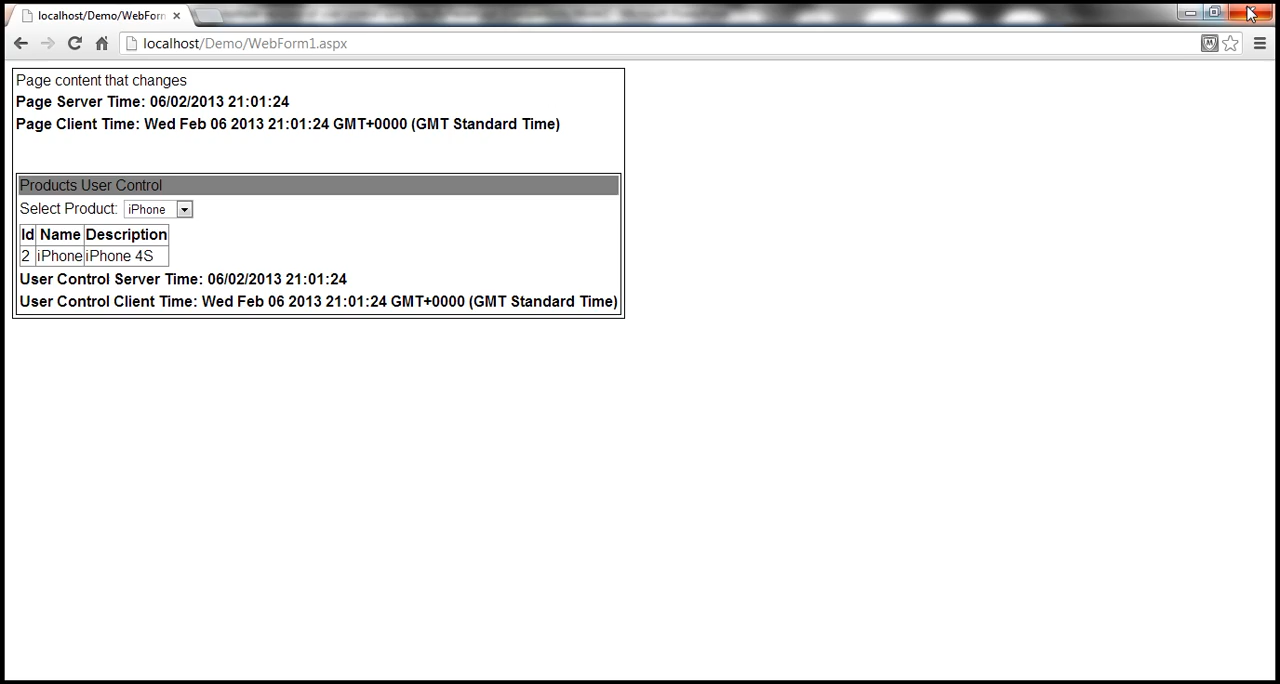 localhost/Demo/WebForm
localhost/Demo/WebForm1.aspx
Page content that changes
Page Server Time: 06/02/2013 21:01:24
Page Client Time: Wed Feb 06 2013 21:01:24 GMT+0000 (GMT Standard Time)
Products User Control
Select Product: iPhone
Id Name Description
2 iPhone iPhone 4S
User Control Server Time: 06/02/2013 21:01:24
User Control Client Time: Wed Feb 06 2013 21:01:24 GMT+0000 (GMT Standard Time)